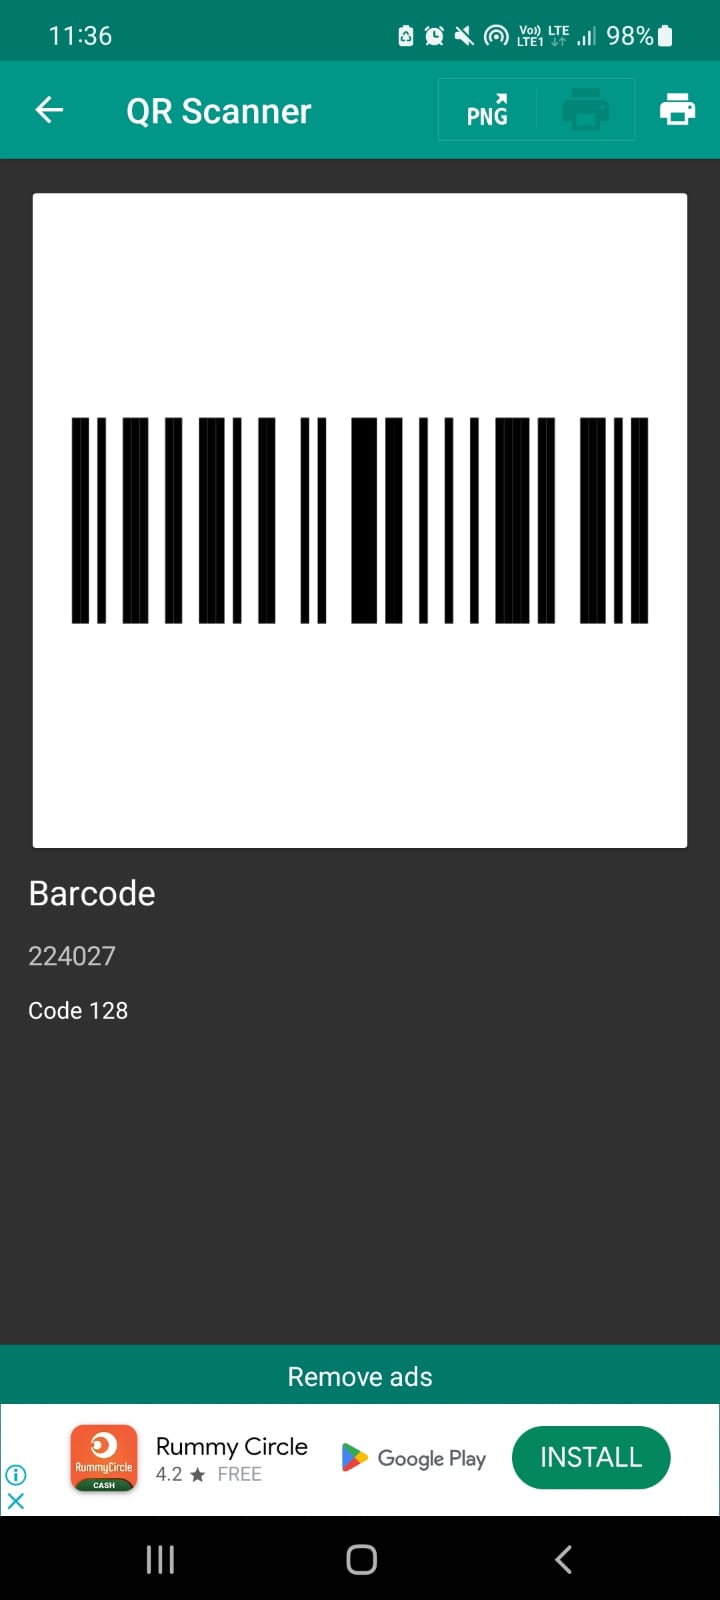 11:36
Vo)) LTE
LTE1
98%
QR Scanner
PNG
Barcode
224027
Code 128
Remove ads
RummyCircle
CASH
Rummy Circle
4.2 ★ FREE
Google Play
INSTALL